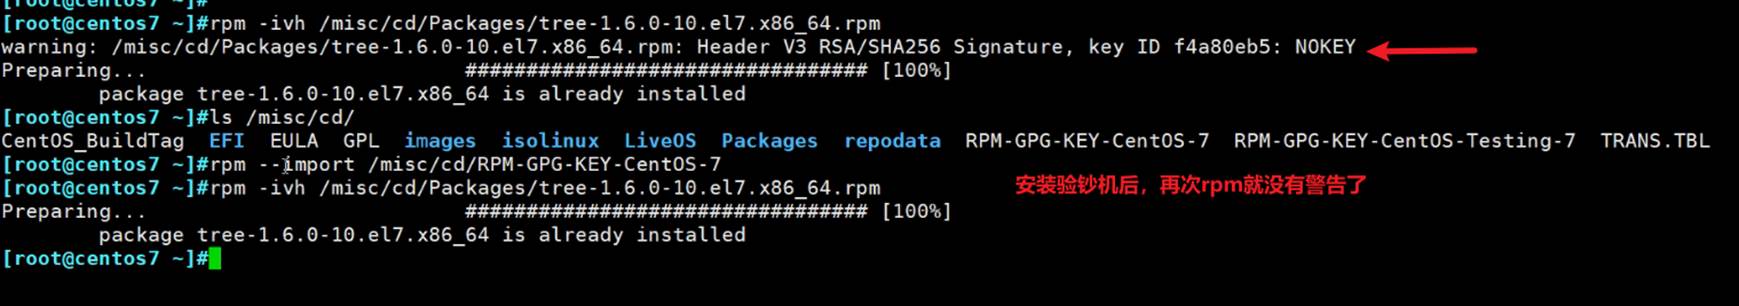 [root@centos7 ~]#
[root@centos7 ~]#rpm -ivh /misc/cd/Packages/tree-1.6.0-10.el7.x86_64.rpm
warning: /misc/cd/Packages/tree-1.6.0-10.el7.x86_64.rpm: Header V3 RSA/SHA256 Signature, key ID f4a80eb5: NOKEY
Preparing...                          ################################# [100%]
        package tree-1.6.0-10.el7.x86_64 is already installed
[root@centos7 ~]#ls /misc/cd/
CentOS_BuildTag  EFI  EULA  GPL  images  isolinux  LiveOS  Packages  repodata  RPM-GPG-KEY-CentOS-7  RPM-GPG-KEY-CentOS-Testing-7  TRANS.TBL
[root@centos7 ~]#rpm --import /misc/cd/RPM-GPG-KEY-CentOS-7
[root@centos7 ~]#rpm -ivh /misc/cd/Packages/tree-1.6.0-10.el7.x86_64.rpm
安装验钞机后，再次rpm就没有警告了
Preparing...                          ################################# [100%]
        package tree-1.6.0-10.el7.x86_64 is already installed
[root@centos7 ~]#